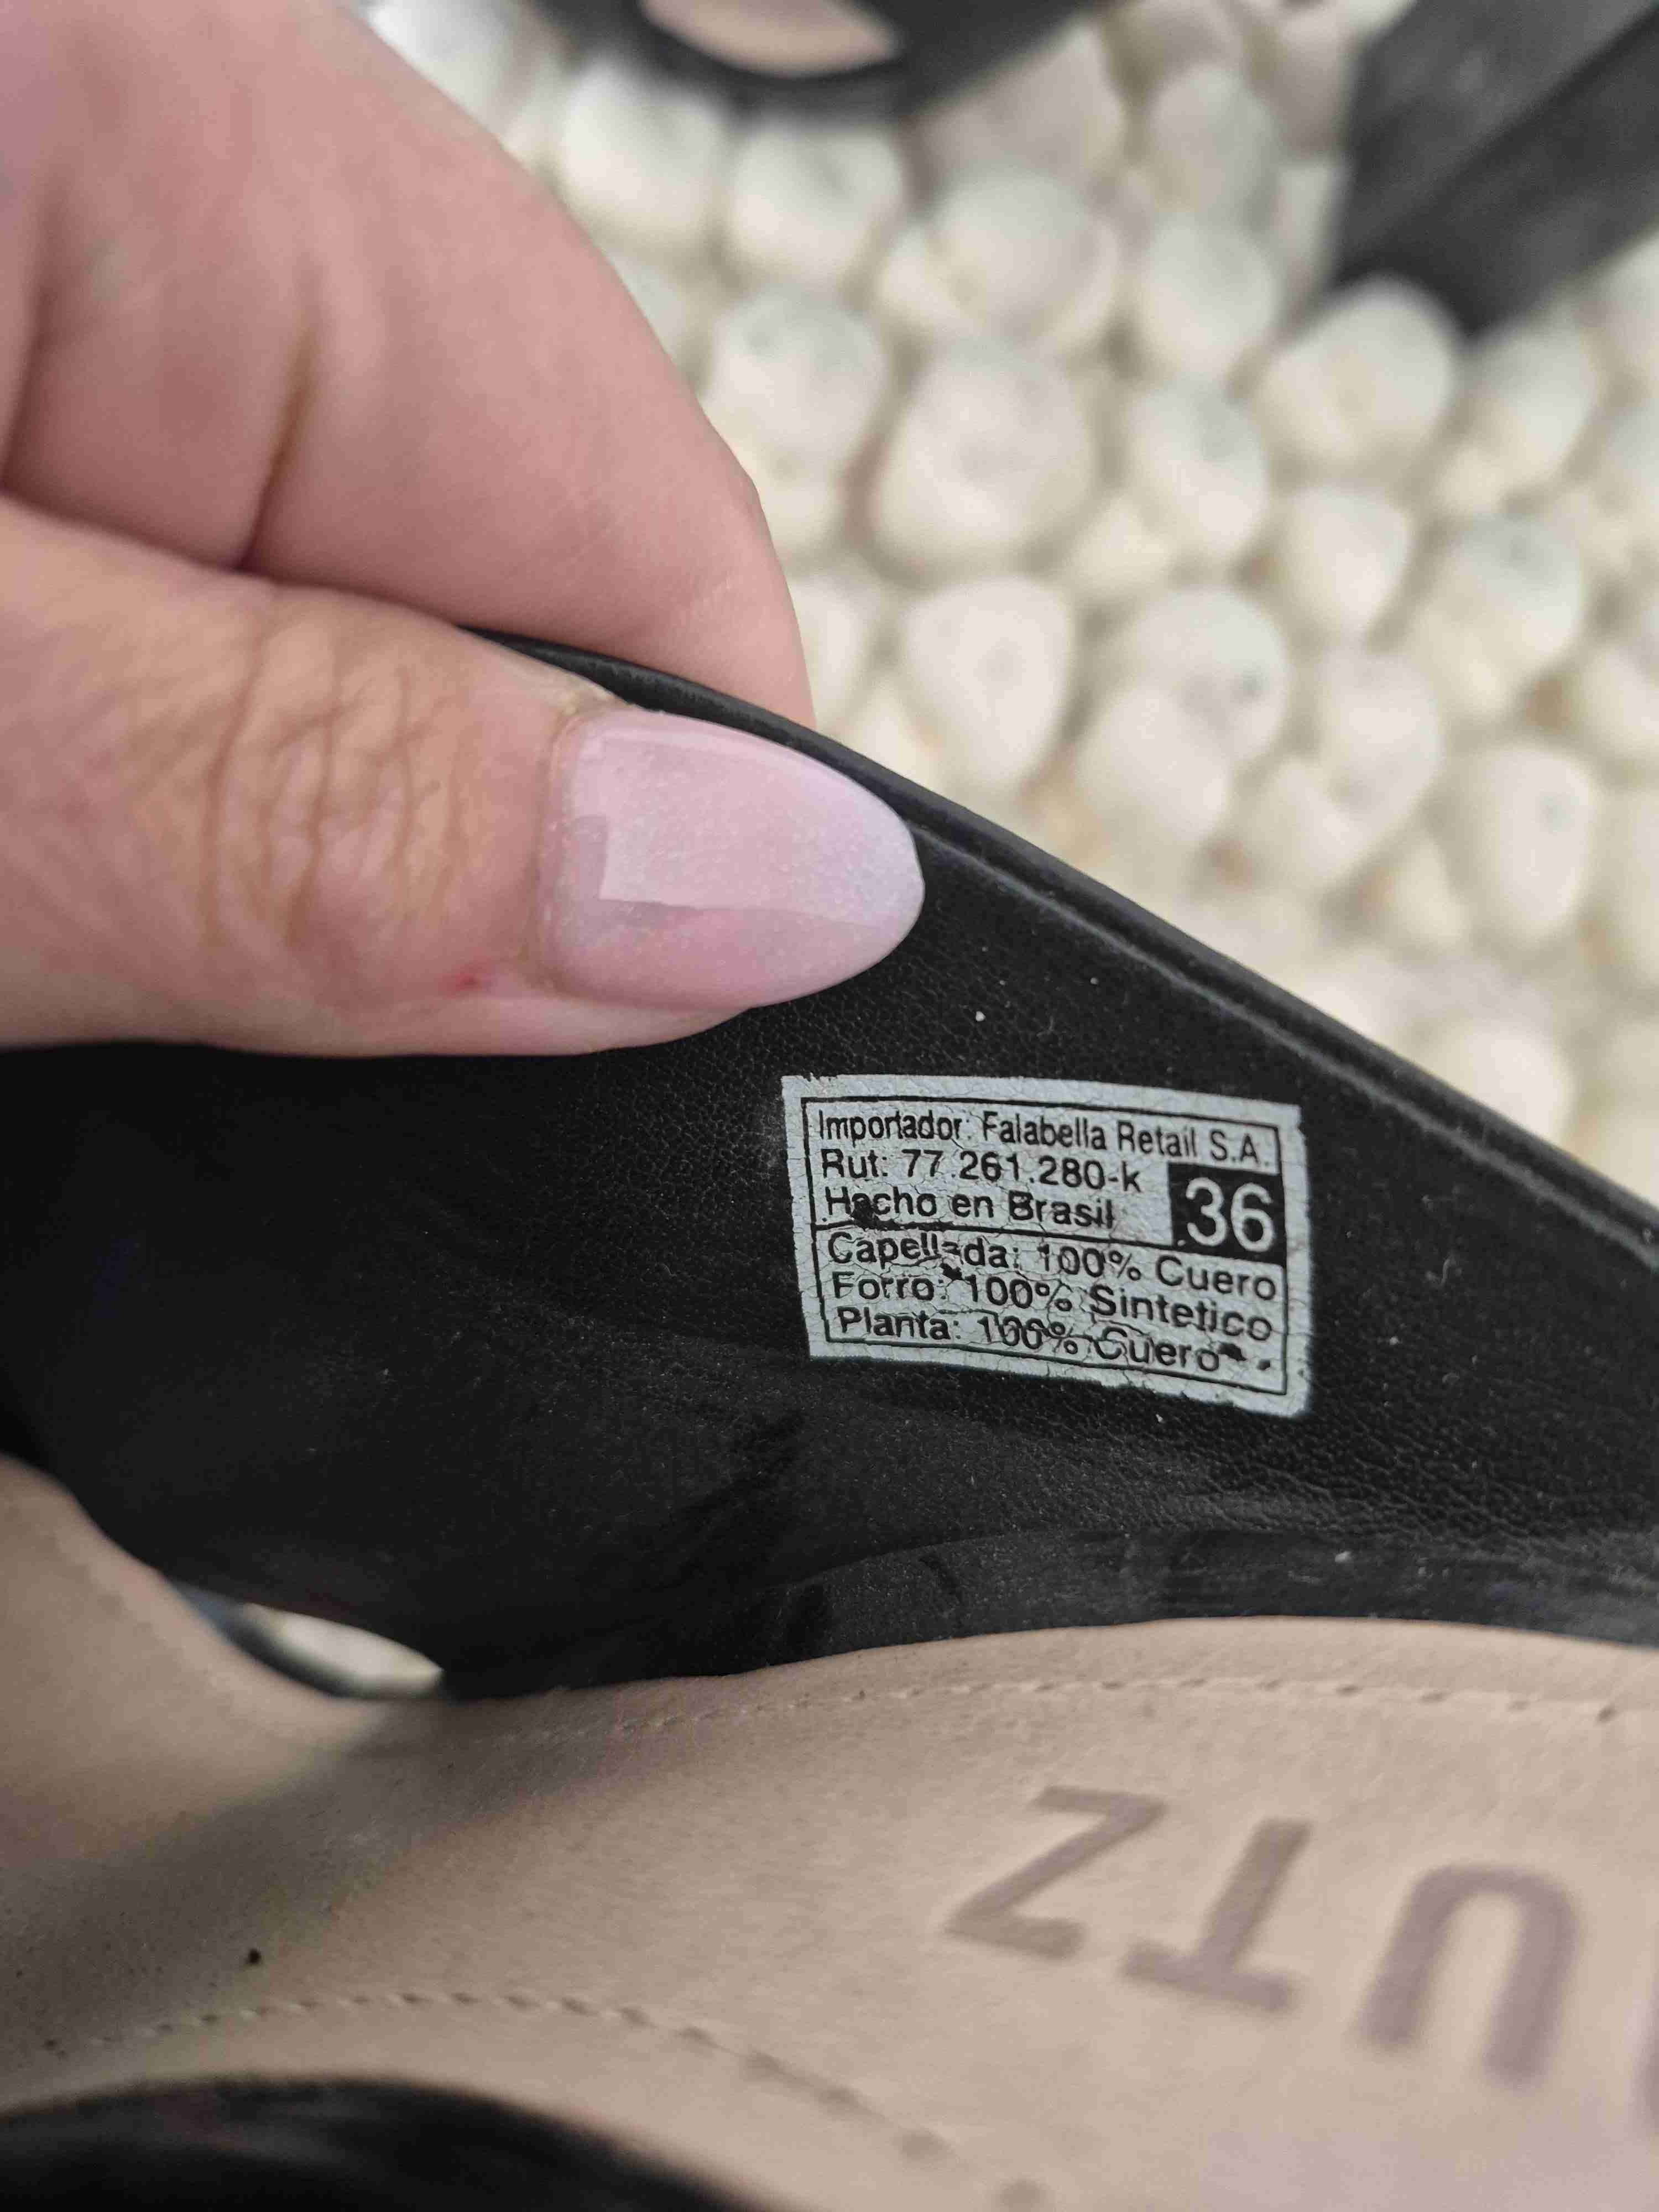 Importador: Falabella Retail S.A.
Rut: 77.261.280-k
Hecho en Brasil
36
Capellada: 100% Cuero
Forro: 100% Sintetico
Planta: 100% Cuero
UTZ